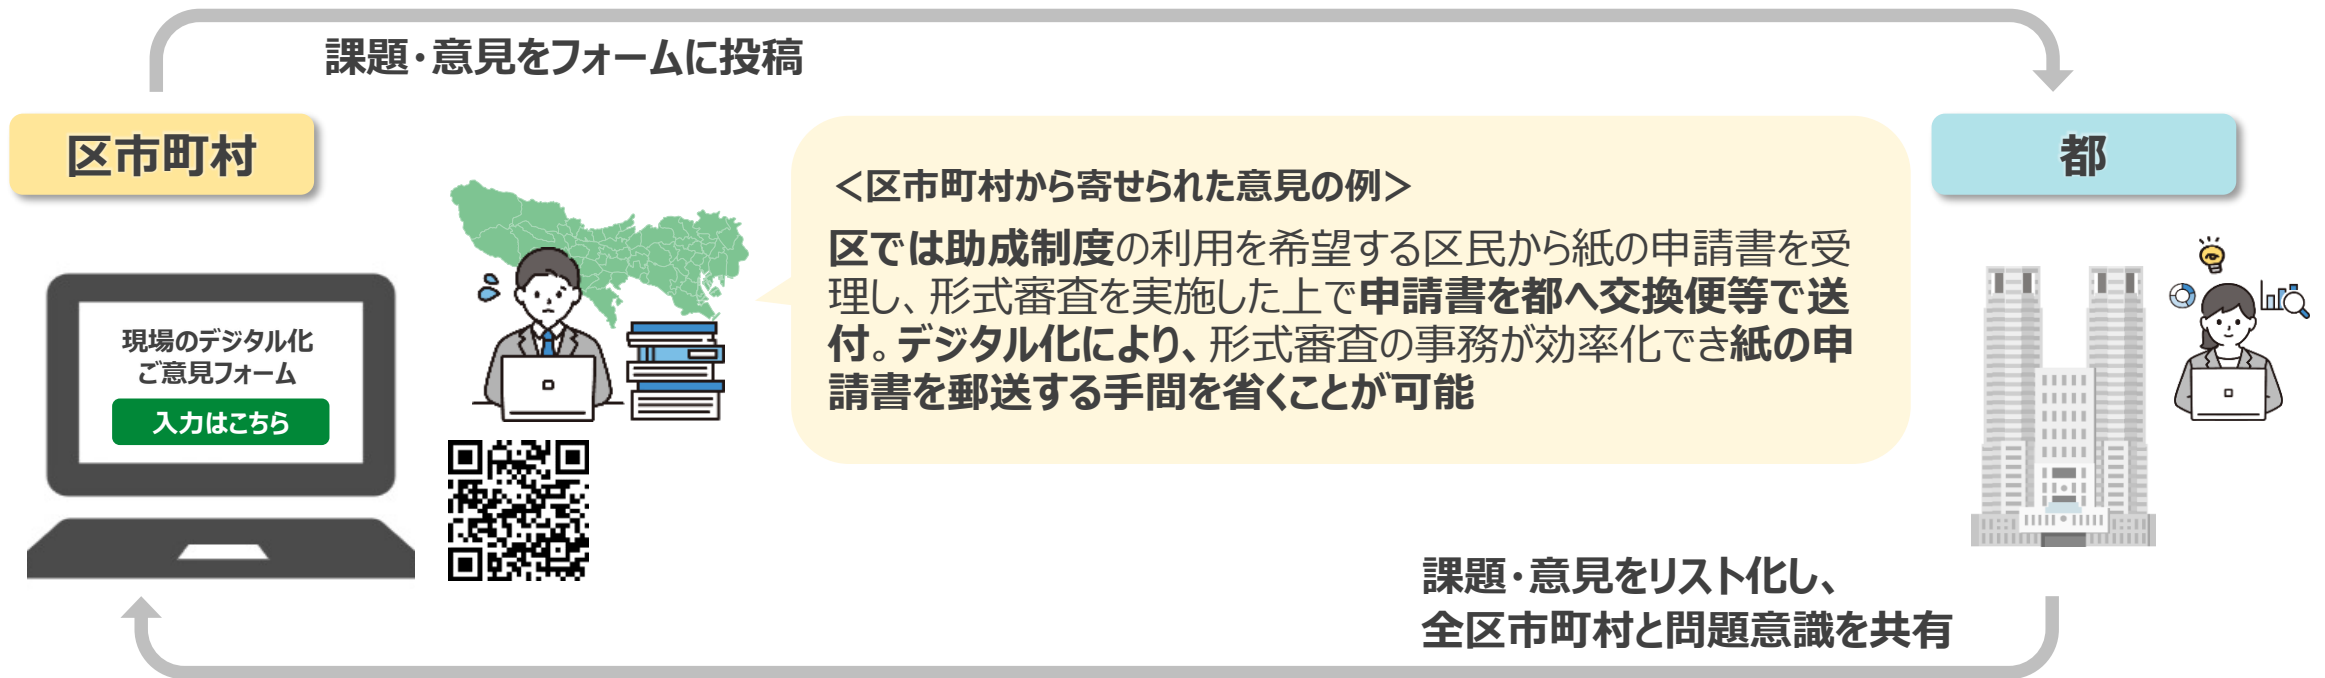 課題・意見をフォームに投稿
区市町村
都
<区市町村から寄せられた意見の例>
区では助成制度の利用を希望する区民から紙の申請書を受
理し、形式審査を実施した上で申請書を都へ交換便等で送
付。デジタル化により、形式審査の事務が効率化でき紙の申
請書を郵送する手間を省くことが可能
現場のデジタル化
ご意見フォーム
入力はこちら
課題・意見をリスト化し、
全区市町村と問題意識を共有